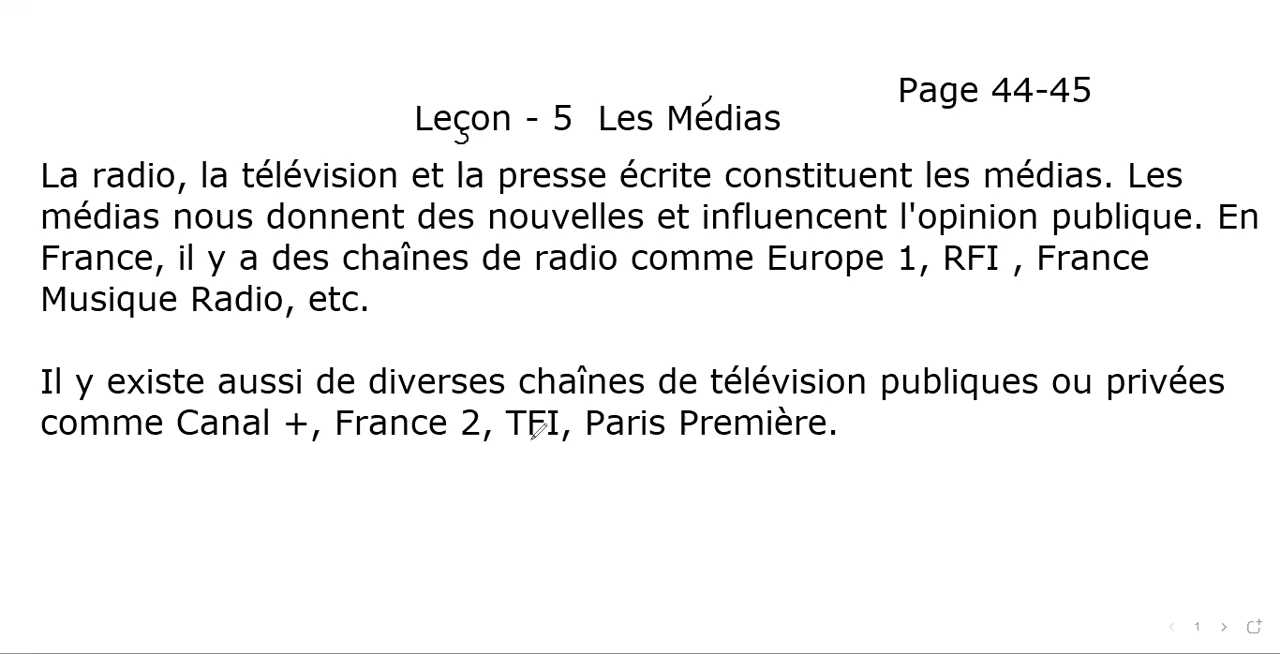 Page 44-45
Leçon - 5 Les Médias
La radio, la télévision et la presse écrite constituent les médias. Les
médias nous donnent des nouvelles et influencent l'opinion publique. En
France, il y a des chaînes de radio comme Europe 1, RFI , France
Musique Radio, etc.
Il y existe aussi de diverses chaînes de télévision publiques ou privées
comme Canal +, France 2, TFI, Paris Première.
1